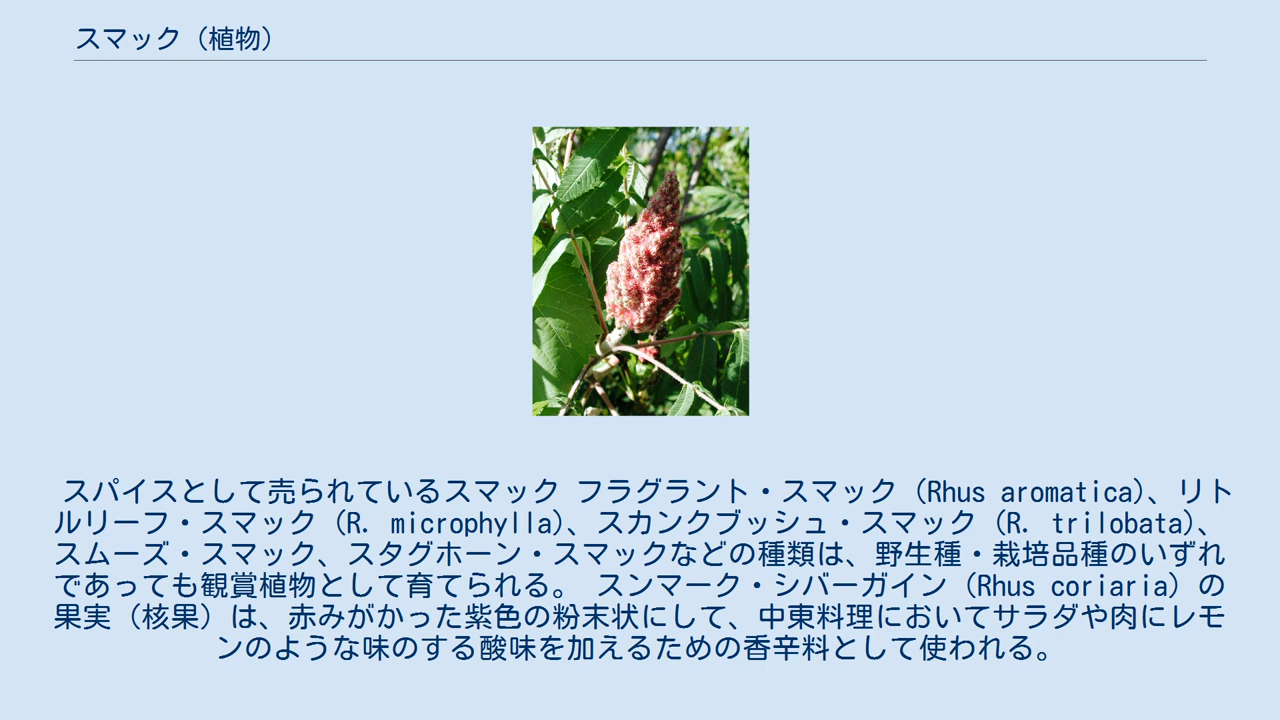 スマック（植物）
スパイスとして売られているスマック フラグラント・スマック（Rhus aromatica）、リト
ルリーフ・スマック（R. microphylla）、スカンクブッシュ・スマック（R. trilobata）、
スムーズ・スマック、スタグホーン・スマックなどの種類は、野生種・栽培品種のいずれ
であっても観賞植物として育てられる。 スンマーク・シバーガイン（Rhus coriaria）の
果実（核果）は、赤みがかった紫色の粉末状にして、中東料理においてサラダや肉にレモ
ンのような味のする酸味を加えるための香辛料として使われる。